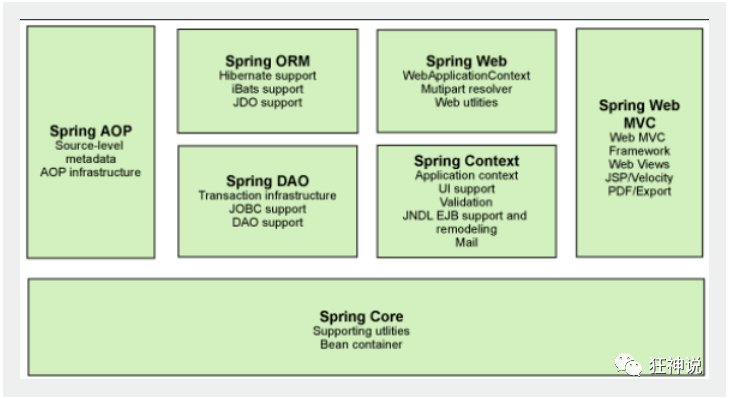 Spring AOP
Source-level
metadata
AOP infrastructure
Spring ORM
Hibernate support
iBats support
JDO support
Spring DAO
Transaction infrastructure
JOBC support
DAO support
Spring Web
WebApplicationContext
Mutipart resolver
Web utlities
Spring Context
Application context
UI support
Validation
JNDL EJB support and
remodeling
Mail
Spring Web
MVC
Web MVC
Framework
Web Views
JSP/Velocity
PDF/Export
Spring Core
Supporting utlities
Bean container
狂神说